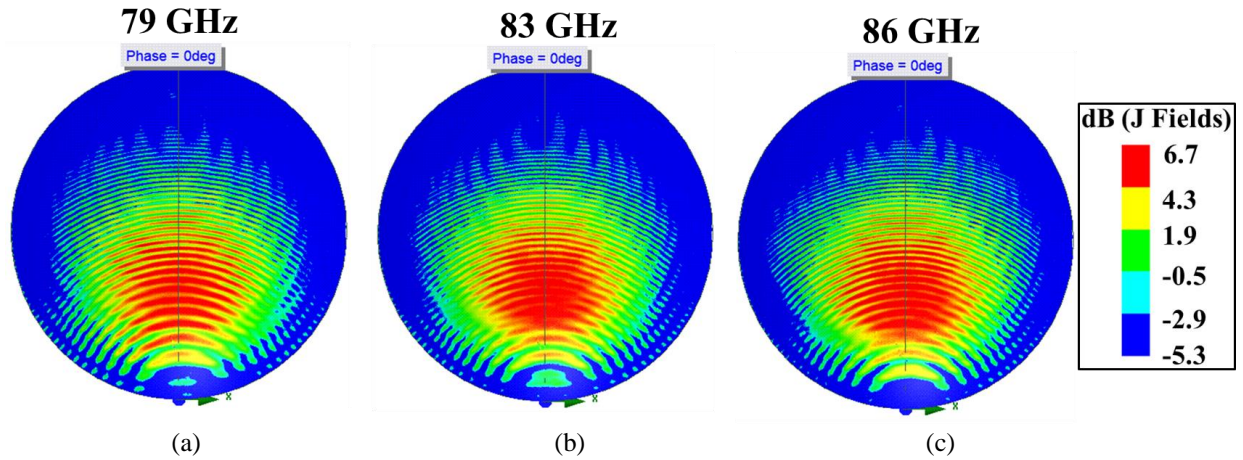 79 GHz
83 GHz
86 GHz
Phase = 0deg
Phase = 0deg
Phase = 0deg
dB (J Fields)
6.7
4.3
1.9
-0.5
-2.9
-5.3
x
x
x
(a)
(b)
(c)